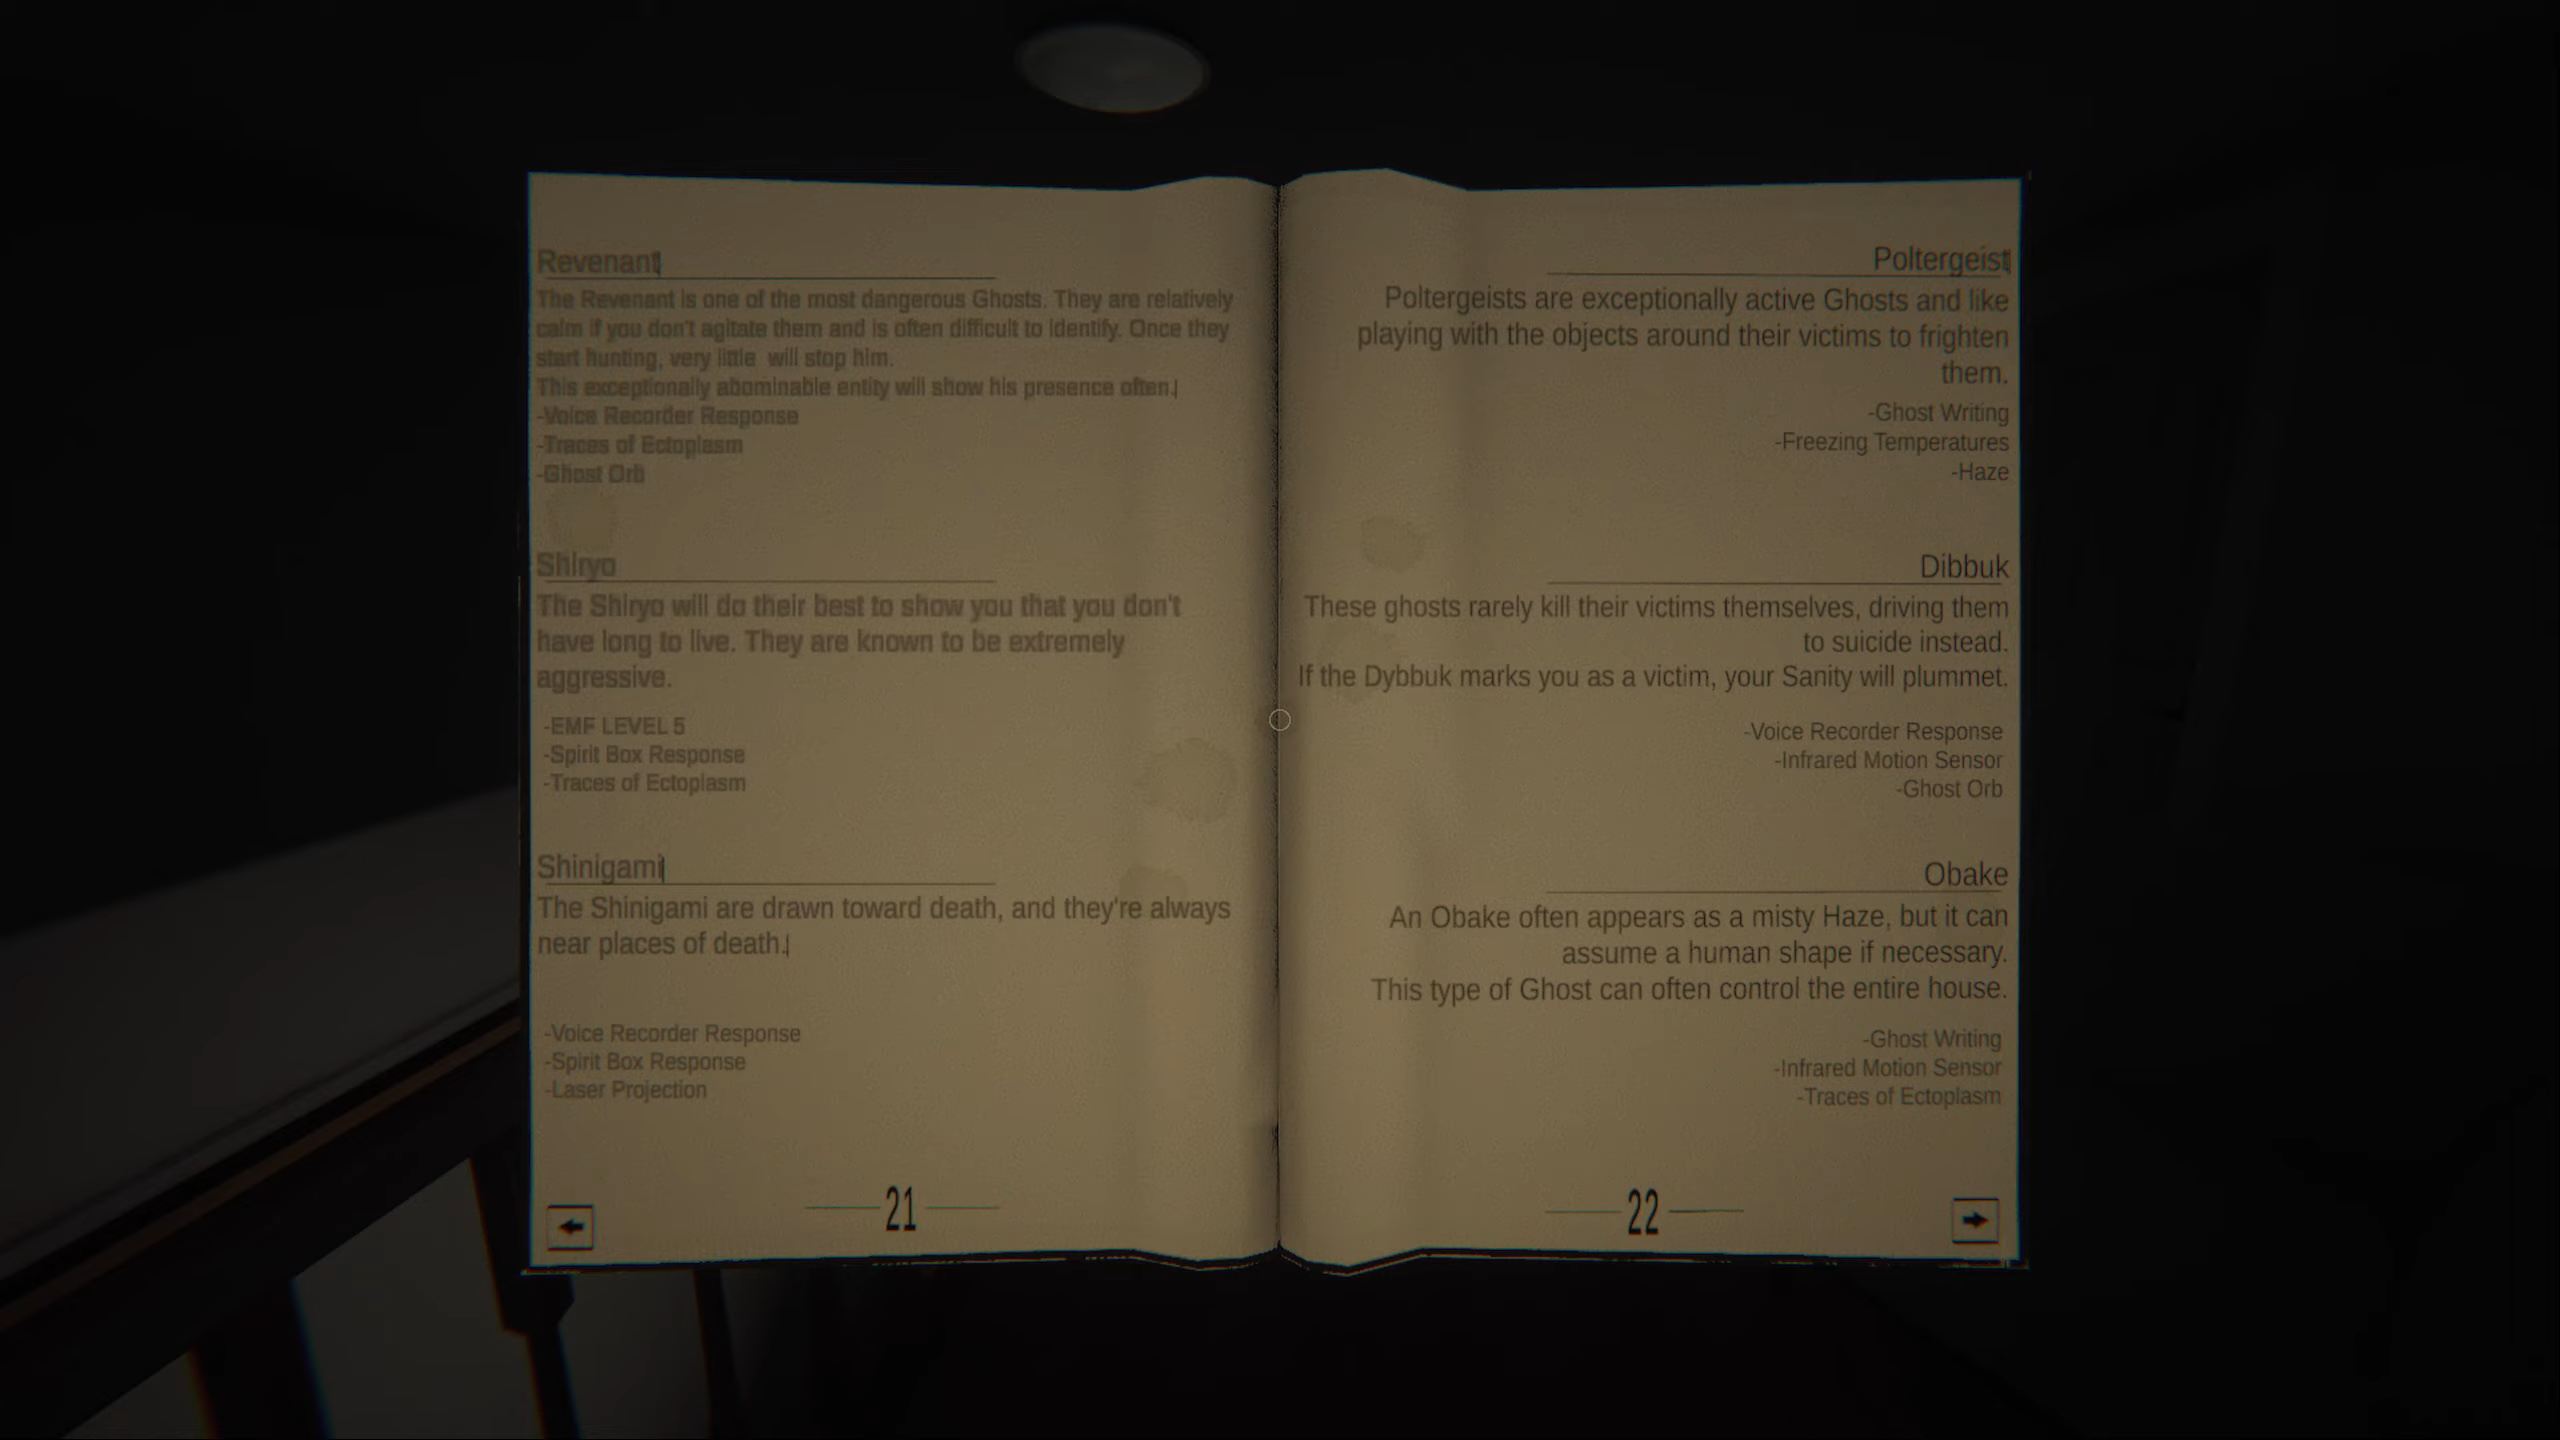 Revenant
The Revenant is one of the most dangerous Ghosts. They are relatively
calm if you don't agitate them and is often difficult to identify. Once they
start hunting, very little will stop him.
This exceptionally abominable entity will show his presence often.
-Voice Recorder Response
-Traces of Ectoplasm
-Ghost Orb
Shiryo
The Shiryo will do their best to show you that you don't
have long to live. They are known to be extremely
aggressive.
-EMF LEVEL 5
-Spirit Box Response
-Traces of Ectoplasm
Shinigami
The Shinigami are drawn toward death, and they're always
near places of death.
-Voice Recorder Response
-Spirit Box Response
-Laser Projection
21
Poltergeist
Poltergeists are exceptionally active Ghosts and like
playing with the objects around their victims to frighten
them.
-Ghost Writing
-Freezing Temperatures
-Haze
Dibbuk
These ghosts rarely kill their victims themselves, driving them
to suicide instead.
If the Dybbuk marks you as a victim, your Sanity will plummet.
-Voice Recorder Response
-Infrared Motion Sensor
-Ghost Orb
Obake
An Obake often appears as a misty Haze, but it can
assume a human shape if necessary.
This type of Ghost can often control the entire house.
-Ghost Writing
-Infrared Motion Sensor
-Traces of Ectoplasm
22